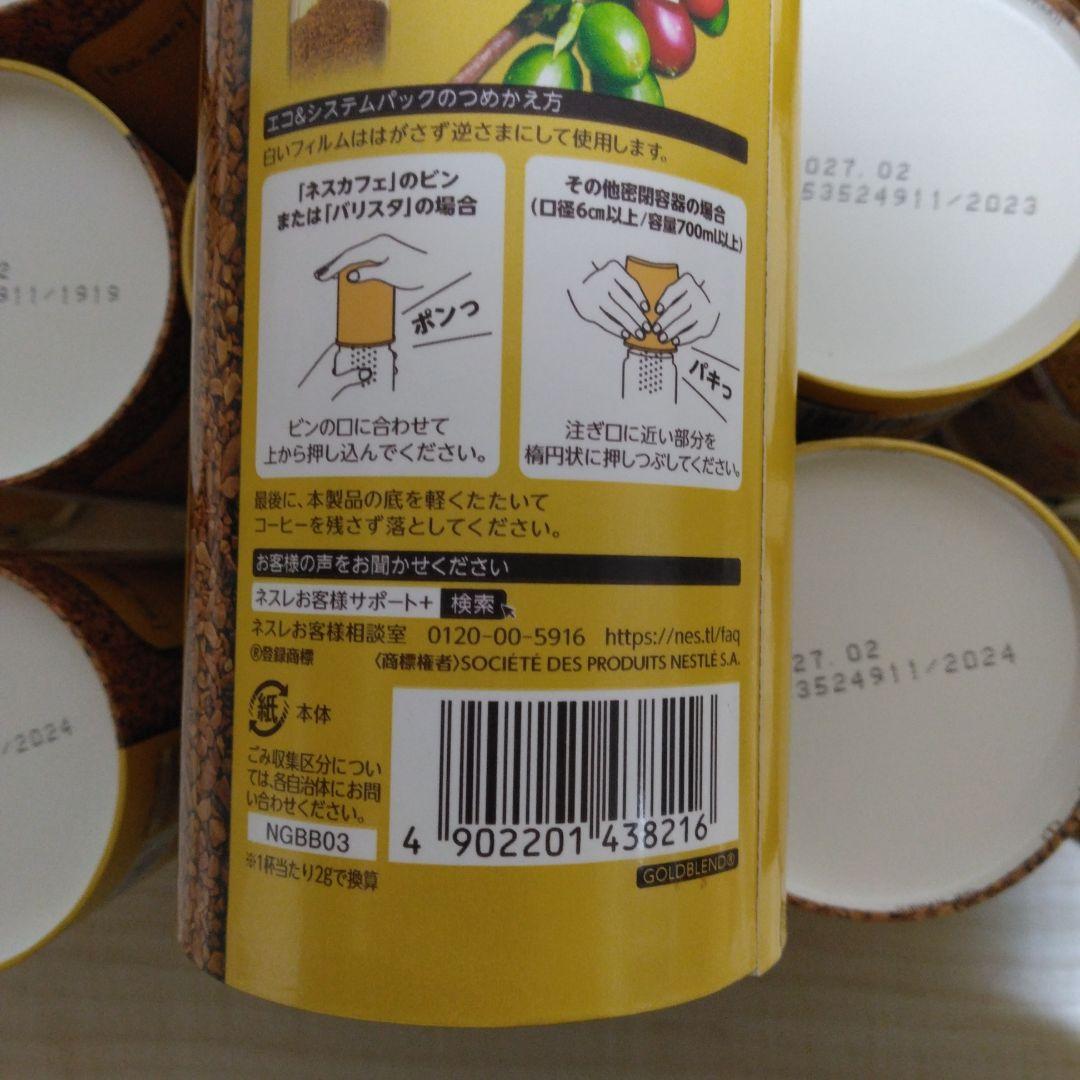 エコ&システムパックのつめかえ方
白いフィルムははがさず逆さまにして使用します。
「ネスカフェ」のビン
または「バリスタ」の場合
ポンっ
ビンの口に合わせて
上から押し込んでください。
その他密閉容器の場合
(口径6cm以上/容量700ml以上)
パキっ
注ぎ口に近い部分を
楕円状に押しつぶしてください。
最後に、本製品の底を軽くたたいて
コーヒーを残さず落としてください。
お客様の声をお聞かせください
ネスレお客様サポート+ 検索
ネスレお客様相談室 0120-00-5916 https://nes.tl/faq
®登録商標 〈商標権者〉SOCIÉTÉ DES PRODUITS NESTLÉ S.A.
紙 本体
ごみ収集区分につい
ては、各自治体にお問
い合わせください。
NGBB03
※1杯当たり2gで換算
4 902201 438216
GOLDBLEND®
027. 02
53524911/2023
27. 02
3524911/2024
2
911/1919
/2024